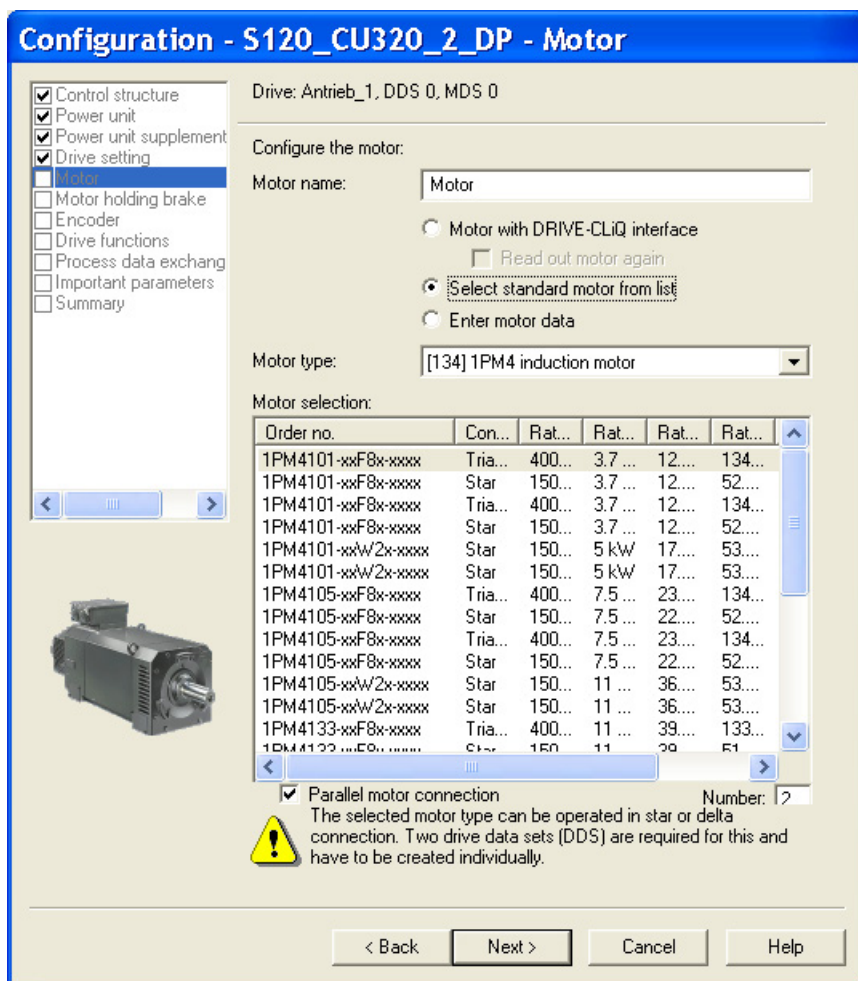 Configuration - S120_CU320_2_DP - Motor
Control structure
Power unit
Power unit supplement
Drive setting
Motor
Motor holding brake
Encoder
Drive functions
Process data exchang
Important parameters
Summary
Drive: Antrieb_1, DDS 0, MDS 0
Configure the motor:
Motor name: Motor
Motor with DRIVE-CLiQ interface
Read out motor again
Select standard motor from list
Enter motor data
Motor type: [134] 1PM4 induction motor
Motor selection:
Order no. Con... Rat... Rat... Rat... Rat...
1PM4101-xxF8x-xxxx Tria... 400... 3.7 ... 12.... 134...
1PM4101-xxF8x-xxxx Star 150... 3.7 ... 12.... 52....
1PM4101-xxF8x-xxxx Tria... 400... 3.7 ... 12.... 134...
1PM4101-xxF8x-xxxx Star 150... 3.7 ... 12.... 52....
1PM4101-xxW2x-xxxx Star 150... 5 kW 17.... 53....
1PM4101-xxW2x-xxxx Star 150... 5 kW 17.... 53....
1PM4105-xxF8x-xxxx Tria... 400... 7.5 ... 23.... 134...
1PM4105-xxF8x-xxxx Star 150... 7.5 ... 22.... 52....
1PM4105-xxF8x-xxxx Tria... 400... 7.5 ... 23.... 134...
1PM4105-xxF8x-xxxx Star 150... 7.5 ... 22.... 52....
1PM4105-xxW2x-xxxx Star 150... 11 ... 36.... 53....
1PM4105-xxW2x-xxxx Star 150... 11 ... 36.... 53....
1PM4133-xxF8x-xxxx Tria... 400... 11 ... 39.... 133...
1PM4133-xxF8x-xxxx Star 150 11 39 51
Parallel motor connection Number: 2
The selected motor type can be operated in star or delta
connection. Two drive data sets (DDS) are required for this and
have to be created individually.
< Back Next > Cancel Help